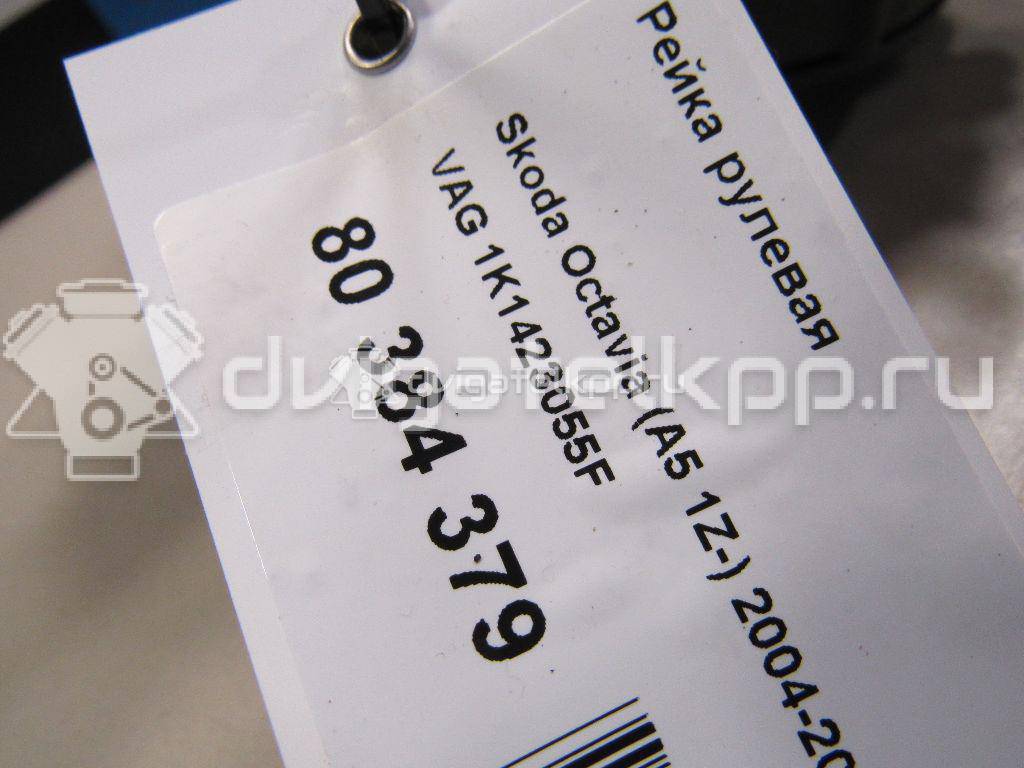 Рейка рулевая
Skoda Octavia (A5 1Z-) 2004-20
VAG 1K1423055F
80 384 379
dvigatelkpp.ru